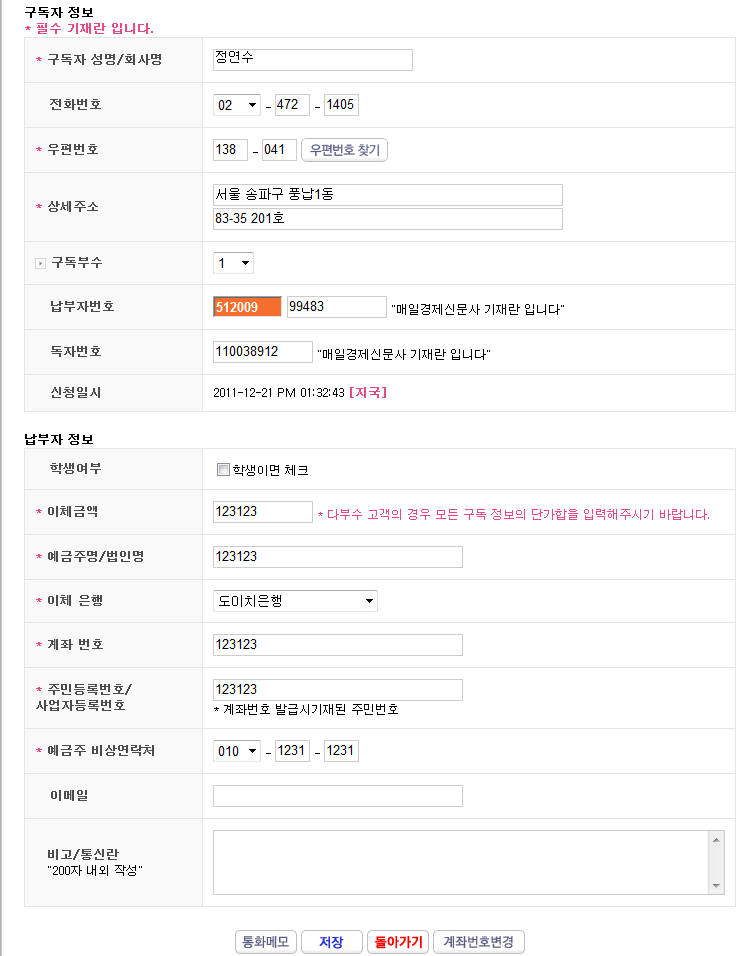 구독자 정보
* 필수 기재란 입니다.
* 구독자 성명/회사명 정연수
전화번호 02 - 472 - 1405
* 우편번호 138 - 041 우편번호 찾기
* 상세주소 서울 송파구 풍납1동
83-35 201호
구독부수 1
납부자번호 512009 99483 "매일경제신문사 기재란 입니다"
독자번호 110038912 "매일경제신문사 기재란 입니다"
신청일시 2011-12-21 PM 01:32:43 [지국]
납부자 정보
학생여부 학생이면 체크
* 이체금액 123123 * 다부수 고객의 경우 모든 구독 정보의 단가합을 입력해주시기 바랍니다.
* 예금주명/법인명 123123
* 이체 은행 도이치은행
* 계좌 번호 123123
* 주민등록번호/
사업자등록번호 123123
* 계좌번호 발급시기재된 주민번호
* 예금주 비상연락처 010 - 1231 - 1231
이메일
비고/통신란
"200자 내외 작성"
통화메모 저장 돌아가기 계좌번호변경